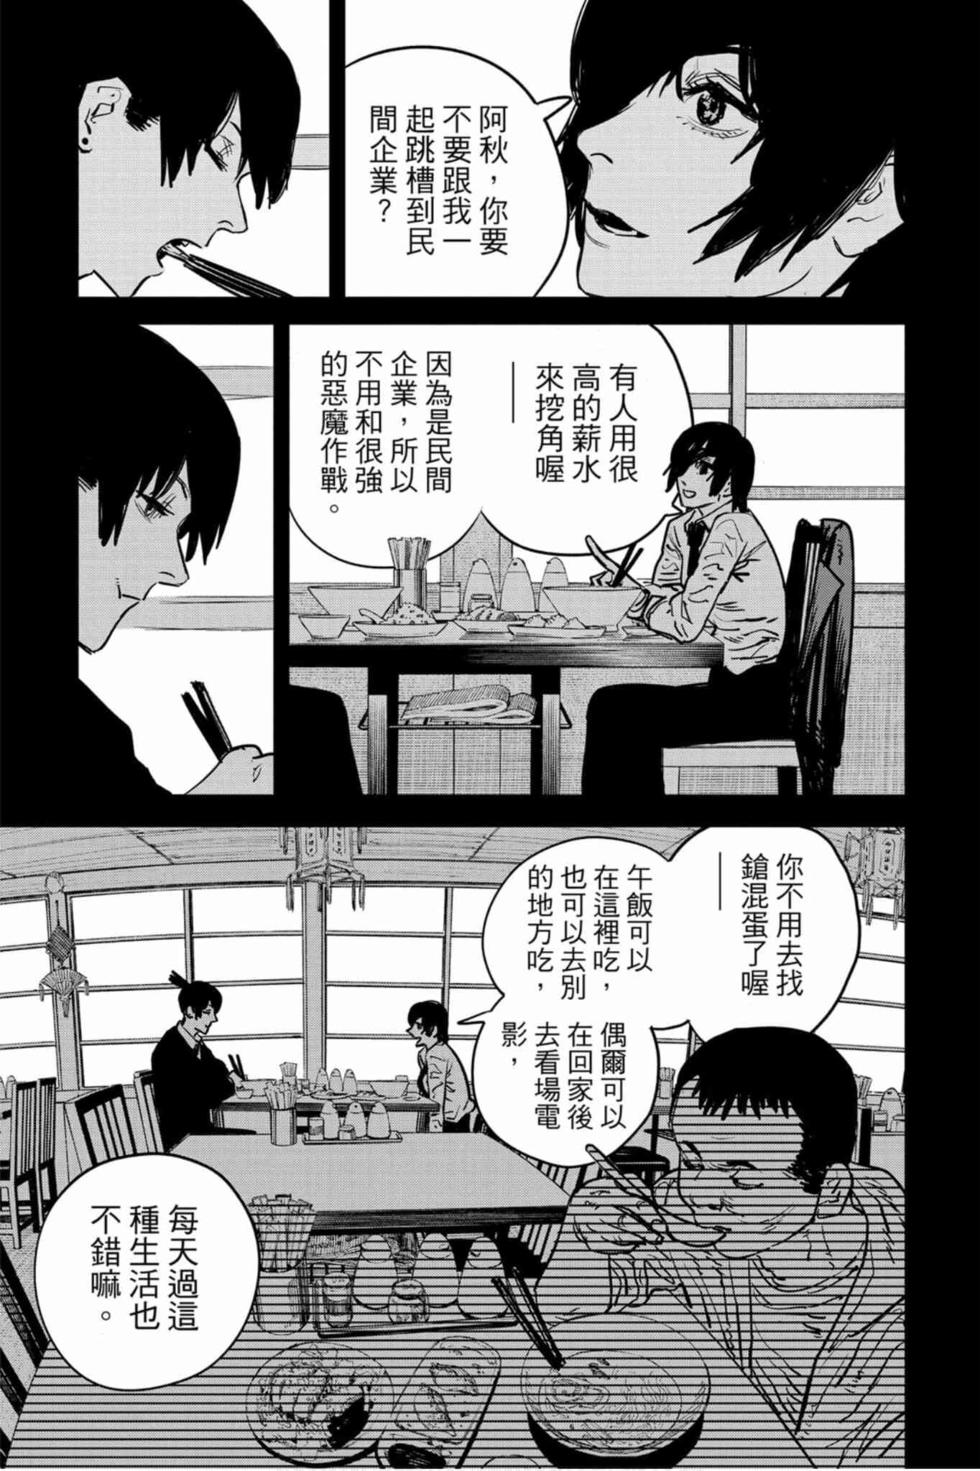 阿秋，你要
不要跟我一
起跳槽到民
間企業？
有人用很
高的薪水
來挖角喔
——
因為是民間
企業，所以
不用和很強
的惡魔作戰。
你不用去找
鎗混蛋了喔
——
午飯可以
在這裡吃，
也可以去別
的地方吃，
偶爾可以
在回家後
去看場電
影，
每天過這
種生活也
不錯嘛。